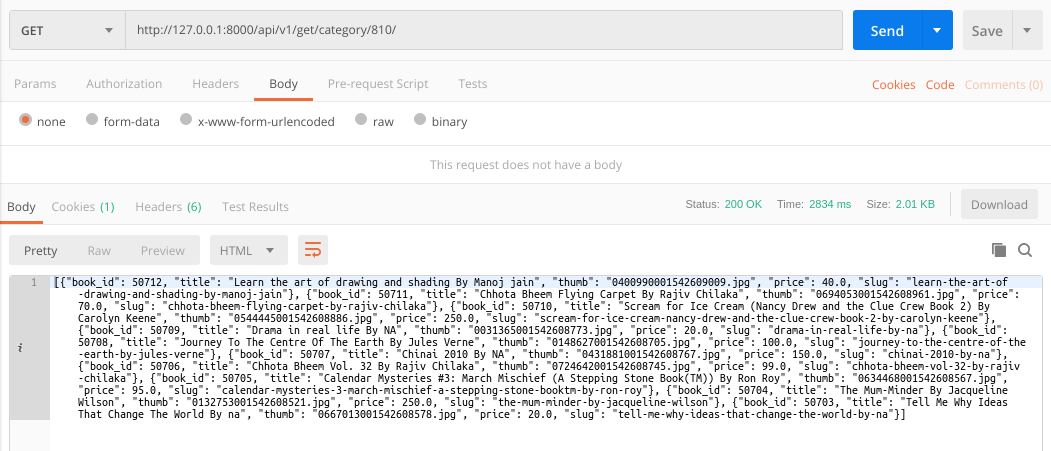 GET http://127.0.0.1:8000/api/v1/get/category/810/ Send Save
Params Authorization Headers Body Pre-request Script Tests Cookies Code Comments (0)
none form-data x-www-form-urlencoded raw binary
This request does not have a body
Body Cookies (1) Headers (6) Test Results Status: 200 OK Time: 2834 ms Size: 2.01 KB Download
Pretty Raw Preview HTML
1 [{"book_id": 50712, "title": "Learn the art of drawing and shading By Manoj jain", "thumb": "0400990001542609009.jpg", "price": 40.0, "slug": "learn-the-art-of
-drawing-and-shading-by-manoj-jain"}, {"book_id": 50711, "title": "Chhota Bheem Flying Carpet By Rajiv Chilaka", "thumb": "0694053001542608961.jpg", "price":
70.0, "slug": "chhota-bheem-flying-carpet-by-rajiv-chilaka"}, {"book_id": 50710, "title": "Scream for Ice Cream (Nancy Drew and the Clue Crew Book 2) By
Carolyn Keene", "thumb": "0544445001542608886.jpg", "price": 250.0, "slug": "scream-for-ice-cream-nancy-drew-and-the-clue-crew-book-2-by-carolyn-keene"},
{"book_id": 50709, "title": "Drama in real life By NA", "thumb": "0031365001542608773.jpg", "price": 20.0, "slug": "drama-in-real-life-by-na"}, {"book_id":
50708, "title": "Journey To The Centre Of The Earth By Jules Verne", "thumb": "0148627001542608705.jpg", "price": 100.0, "slug": "journey-to-the-centre-of-the
-earth-by-jules-verne"}, {"book_id": 50707, "title": "Chinai 2010 By NA", "thumb": "0431881001542608767.jpg", "price": 150.0, "slug": "chinai-2010-by-na"},
{"book_id": 50706, "title": "Chhota Bheem Vol. 32 By Rajiv Chilaka", "thumb": "0724642001542608745.jpg", "price": 99.0, "slug": "chhota-bheem-vol-32-by-rajiv
-chilaka"}, {"book_id": 50705, "title": "Calendar Mysteries #3: March Mischief (A Stepping Stone Book(TM)) By Ron Roy", "thumb": "0634468001542608567.jpg",
"price": 95.0, "slug": "calendar-mysteries-3-march-mischief-a-stepping-stone-booktm-by-ron-roy"}, {"book_id": 50704, "title": "The Mum-Minder By Jacqueline
Wilson", "thumb": "0132753001542608521.jpg", "price": 250.0, "slug": "the-mum-minder-by-jacqueline-wilson"}, {"book_id": 50703, "title": "Tell Me Why Ideas
That Change The World By na", "thumb": "0667013001542608578.jpg", "price": 20.0, "slug": "tell-me-why-ideas-that-change-the-world-by-na"}]